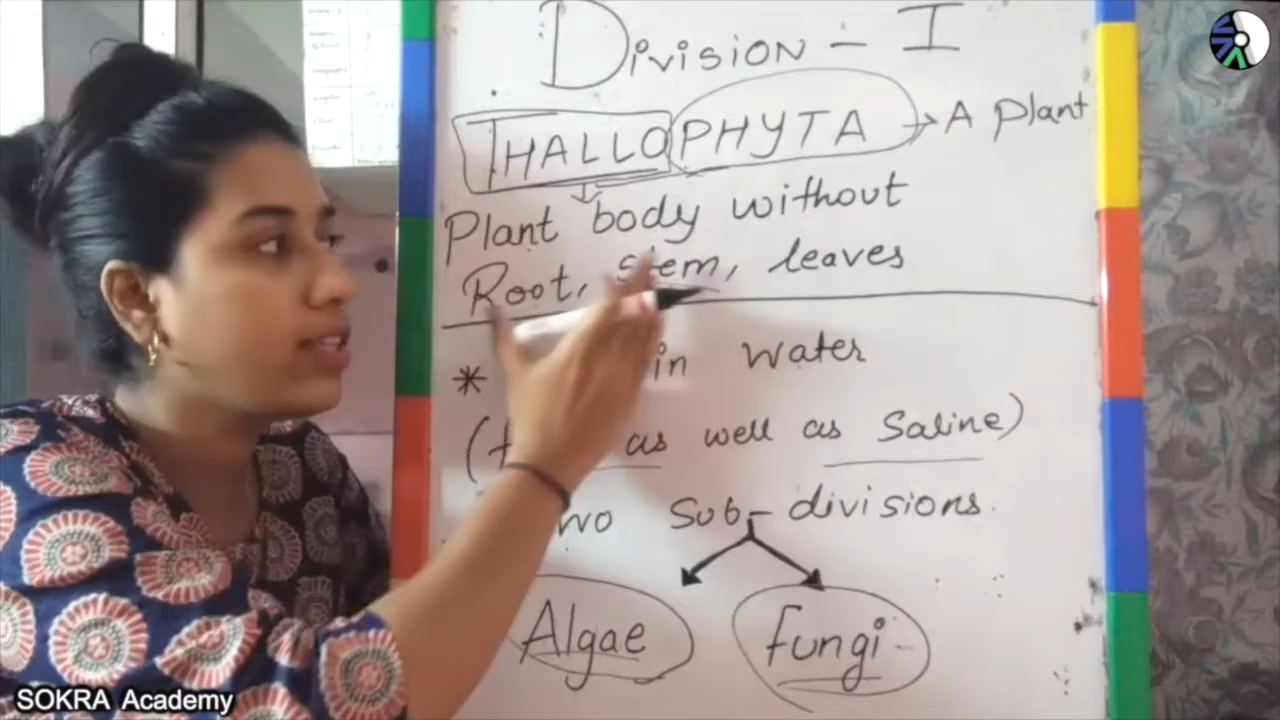 Division - I
THALLOPHYTA → A plant
Plant body without
Root, stem, leaves
* in water
( as well as Saline)
Sub-divisions
Algae Fungi
SOKRA Academy